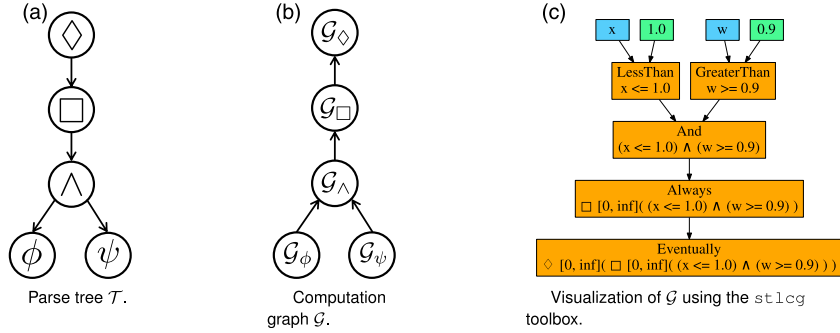 (a)
◊
□
∧
ϕ ψ
Parse tree 𝒯.
(b)
𝒢◊
𝒢□
𝒢∧
𝒢ϕ 𝒢ψ
Computation
graph 𝒢.
(c)
x 1.0 w 0.9
LessThan
x <= 1.0
GreaterThan
w >= 0.9
And
(x <= 1.0) ∧ (w >= 0.9)
Always
□ [0, inf]( (x <= 1.0) ∧ (w >= 0.9) )
Eventually
◊ [0, inf]( □ [0, inf]( (x <= 1.0) ∧ (w >= 0.9) ) )
Visualization of 𝒢 using the stlcg
toolbox.